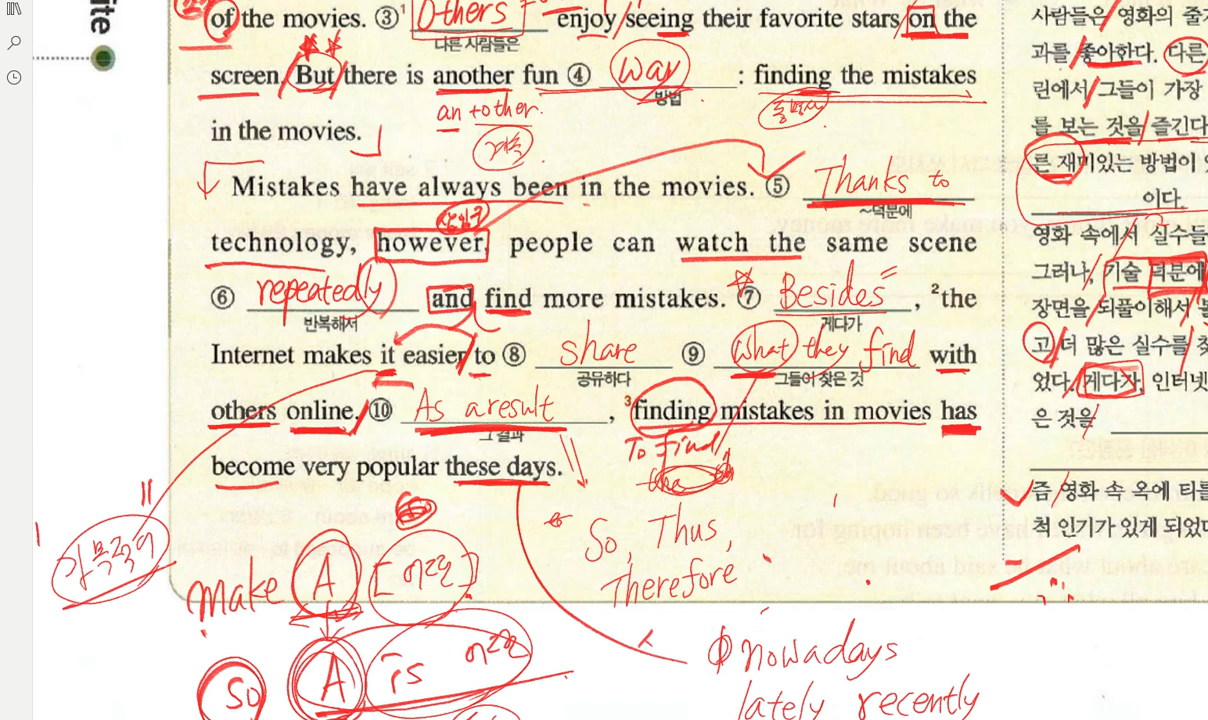 ite
of the movies. ③¹ Others enjoy seeing their favorite stars on the
다른 사람들은
screen. But there is another fun ④ way : finding the mistakes
방법
an + other.
in the movies.
Mistakes have always been in the movies. ⑤ Thanks to
~덕분에
technology, however, people can watch the same scene
⑥ repeatedly and find more mistakes. ⑦ Besides , ²the
반복해서
게다가
Internet makes it easier to ⑧ share ⑨ what they find with
공유하다
그들이 찾은 것
others online. ⑩ As a result , ³finding mistakes in movies has
그 결과
To find
become very popular these days.
So, Thus,
Therefore
make A
A is
So
nowadays
lately recently
사람들은 영화의 줄거
과를 좋아한다. 다른
린에서 그들이 가장
를 보는 것을 즐긴다
른 재미있는 방법이 있
이다.
영화 속에서 실수들
그러나, 기술 덕분에
장면을 되풀이해서 볼
고 더 많은 실수를 찾
었다. 게다가, 인터넷
은 것을
즘 영화 속 옥에 티를
척 인기가 있게 되었다